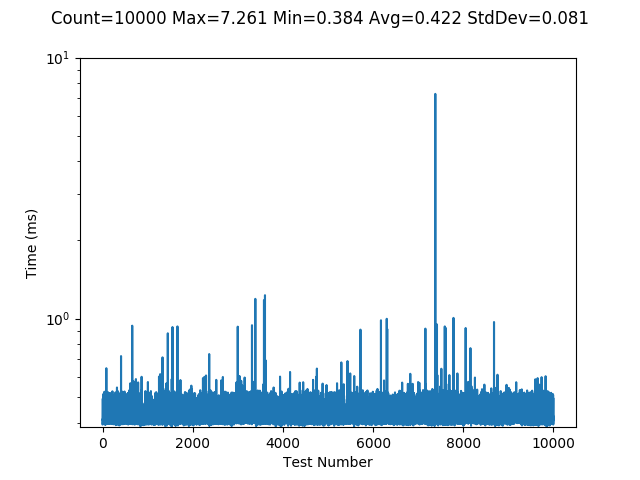 Count=10000 Max=7.261 Min=0.384 Avg=0.422 StdDev=0.081
10¹
Time (ms)
10⁰
0 2000 4000 6000 8000 10000
Test Number